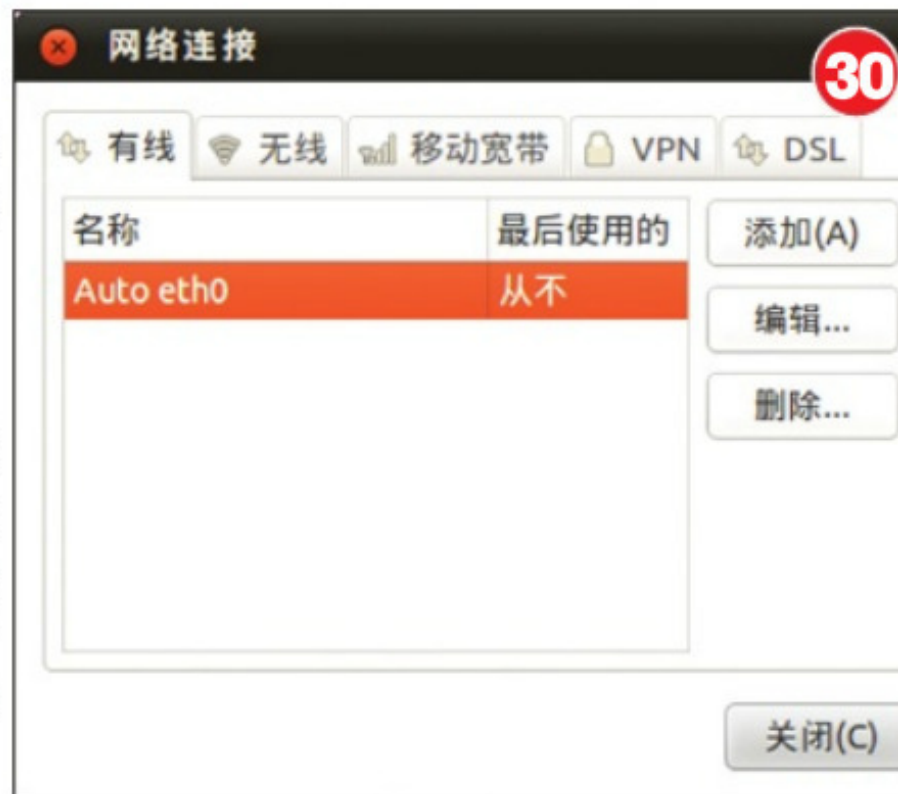 网络连接
30
有线 无线 移动宽带 VPN DSL
名称 最后使用的 添加(A)
Auto eth0 从不
编辑...
删除...
关闭(C)